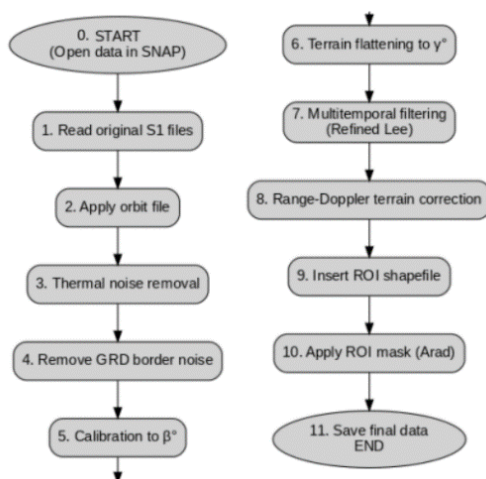 0. START
(Open data in SNAP)
1. Read original S1 files
2. Apply orbit file
3. Thermal noise removal
4. Remove GRD border noise
5. Calibration to β°
6. Terrain flattening to γ°
7. Multitemporal filtering
(Refined Lee)
8. Range-Doppler terrain correction
9. Insert ROI shapefile
10. Apply ROI mask (Arad)
11. Save final data
END